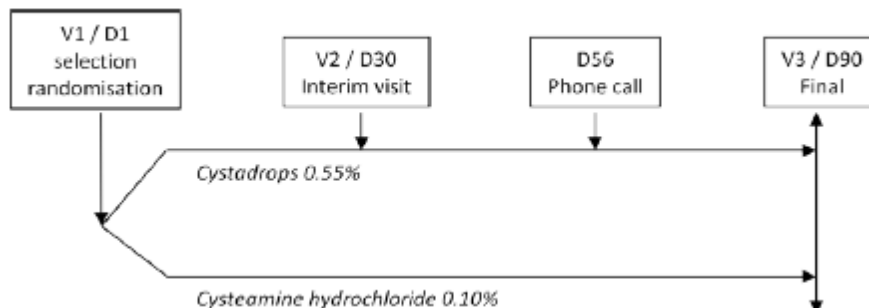 V1 / D1
selection
randomisation
V2 / D30
Interim visit
D56
Phone call
V3 / D90
Final
Cystadrops 0.55%
Cysteamine hydrochloride 0.10%